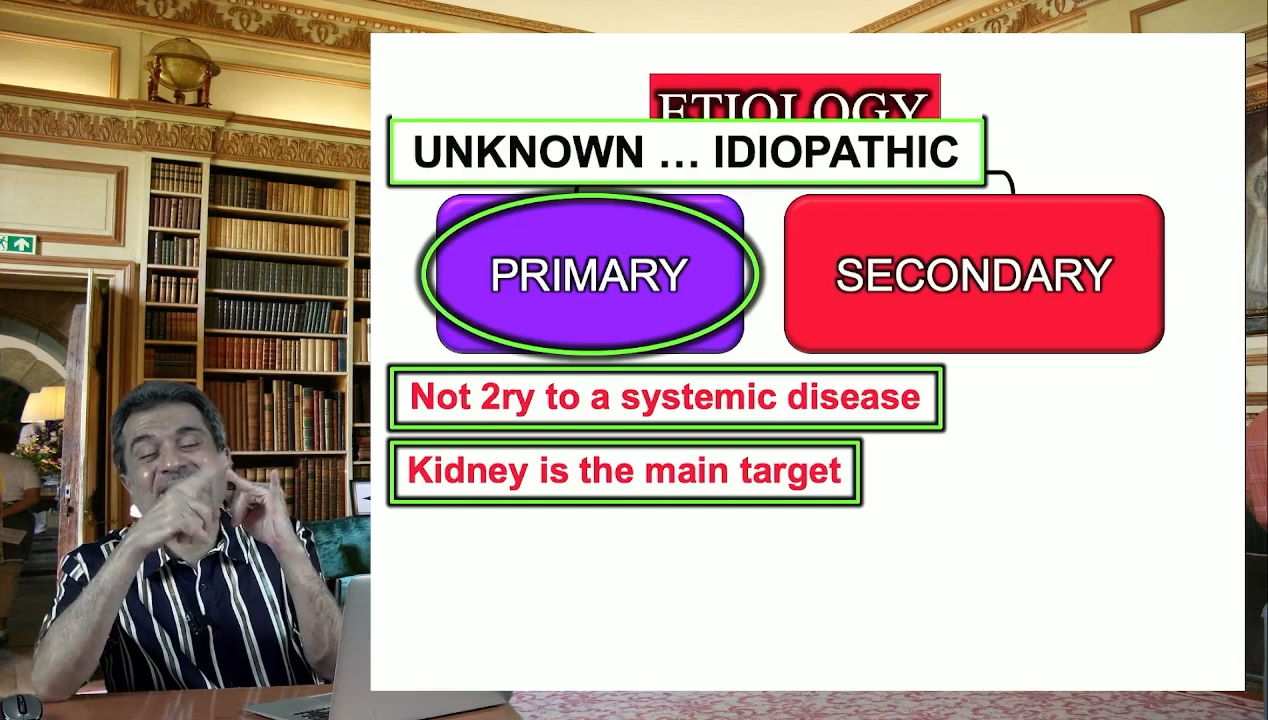 ETIOLOGY
UNKNOWN ... IDIOPATHIC
PRIMARY
SECONDARY
Not 2ry to a systemic disease
Kidney is the main target